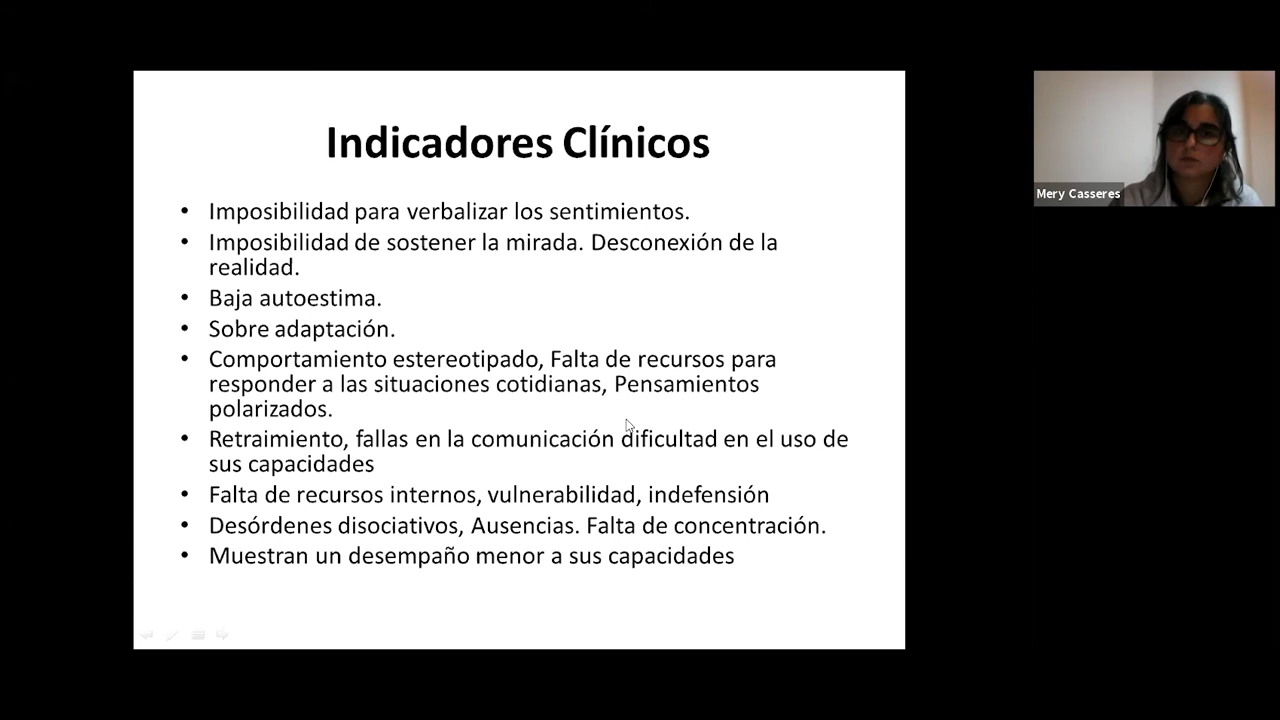 Indicadores Clínicos
• Imposibilidad para verbalizar los sentimientos.
• Imposibilidad de sostener la mirada. Desconexión de la
realidad.
• Baja autoestima.
• Sobre adaptación.
• Comportamiento estereotipado, Falta de recursos para
responder a las situaciones cotidianas, Pensamientos
polarizados.
• Retraimiento, fallas en la comunicación dificultad en el uso de
sus capacidades
• Falta de recursos internos, vulnerabilidad, indefensión
• Desórdenes disociativos, Ausencias. Falta de concentración.
• Muestran un desempaño menor a sus capacidades
Mery Casseres